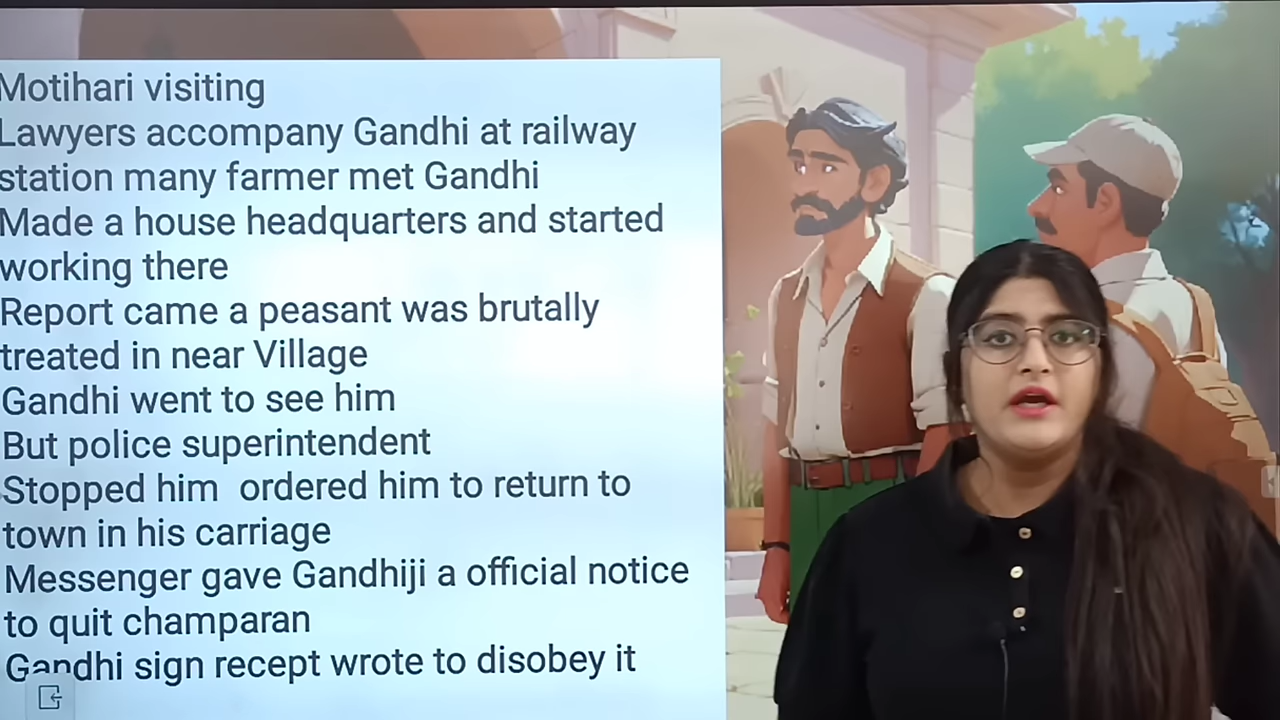 Motihari visiting
Lawyers accompany Gandhi at railway
station many farmer met Gandhi
Made a house headquarters and started
working there
Report came a peasant was brutally
treated in near Village
Gandhi went to see him
But police superintendent
Stopped him ordered him to return to
town in his carriage
Messenger gave Gandhiji a official notice
to quit champaran
Gandhi sign recept wrote to disobey it